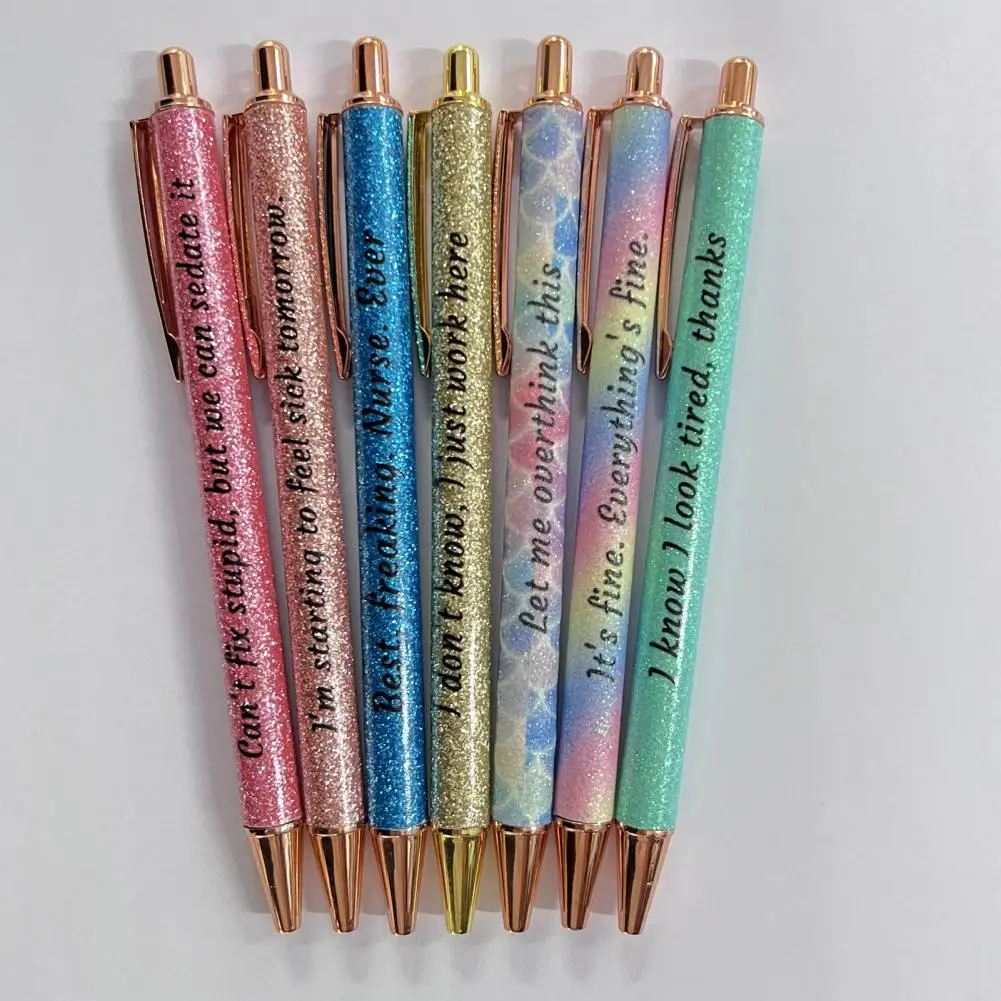 Can't fix stupid, but we can sedate it
I'm starting to feel sick tomorrow.
Best. freaking. Nurse. Ever
I don't know, I just work here
Let me overthink this
It's fine. Everything's fine.
I know I look tired, thanks